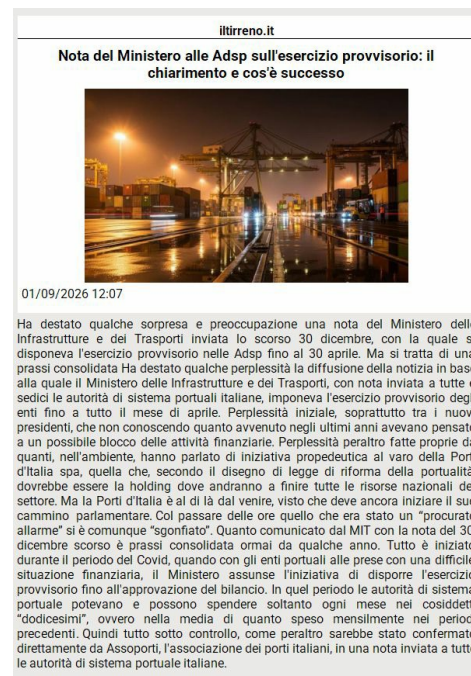 iltirreno.it
Nota del Ministero alle Adsp sull'esercizio provvisorio: il
chiarimento e cos'è successo
01/09/2026 12:07
Ha destato qualche sorpresa e preoccupazione una nota del Ministero delle
Infrastrutture e dei Trasporti inviata lo scorso 30 dicembre, con la quale si
disponeva l'esercizio provvisorio nelle Adsp fino al 30 aprile. Ma si tratta di una
prassi consolidata Ha destato qualche perplessità la diffusione della notizia in base
alla quale il Ministero delle Infrastrutture e dei Trasporti, con nota inviata a tutte e
sedici le autorità di sistema portuali italiane, imponeva l'esercizio provvisorio degli
enti fino a tutto il mese di aprile. Perplessità iniziale, soprattutto tra i nuovi
presidenti, che non conoscendo quanto avvenuto negli ultimi anni avevano pensato
a un possibile blocco delle attività finanziarie. Perplessità peraltro fatte proprie da
quanti, nell'ambiente, hanno parlato di iniziativa propedeutica al varo della Porti
d'Italia spa, quella che, secondo il disegno di legge di riforma della portualità,
dovrebbe essere la holding dove andranno a finire tutte le risorse nazionali del
settore. Ma la Porti d'Italia è al di là dal venire, visto che deve ancora iniziare il suo
cammino parlamentare. Col passare delle ore quello che era stato un “procurato
allarme” si è comunque “sgonfiato”. Quanto comunicato dal MIT con la nota del 30
dicembre scorso è prassi consolidata ormai da qualche anno. Tutto è iniziato
durante il periodo del Covid, quando con gli enti portuali alle prese con una difficile
situazione finanziaria, il Ministero assunse l'iniziativa di disporre l'esercizio
provvisorio fino all'approvazione del bilancio. In quel periodo le autorità di sistema
portuale potevano e possono spendere soltanto ogni mese nei cosiddetti
“dodicesimi”, ovvero nella media di quanto speso mensilmente nei periodi
precedenti. Quindi tutto sotto controllo, come peraltro sarebbe stato confermato
direttamente da Assoporti, l'associazione dei porti italiani, in una nota inviata a tutte
le autorità di sistema portuale italiane.